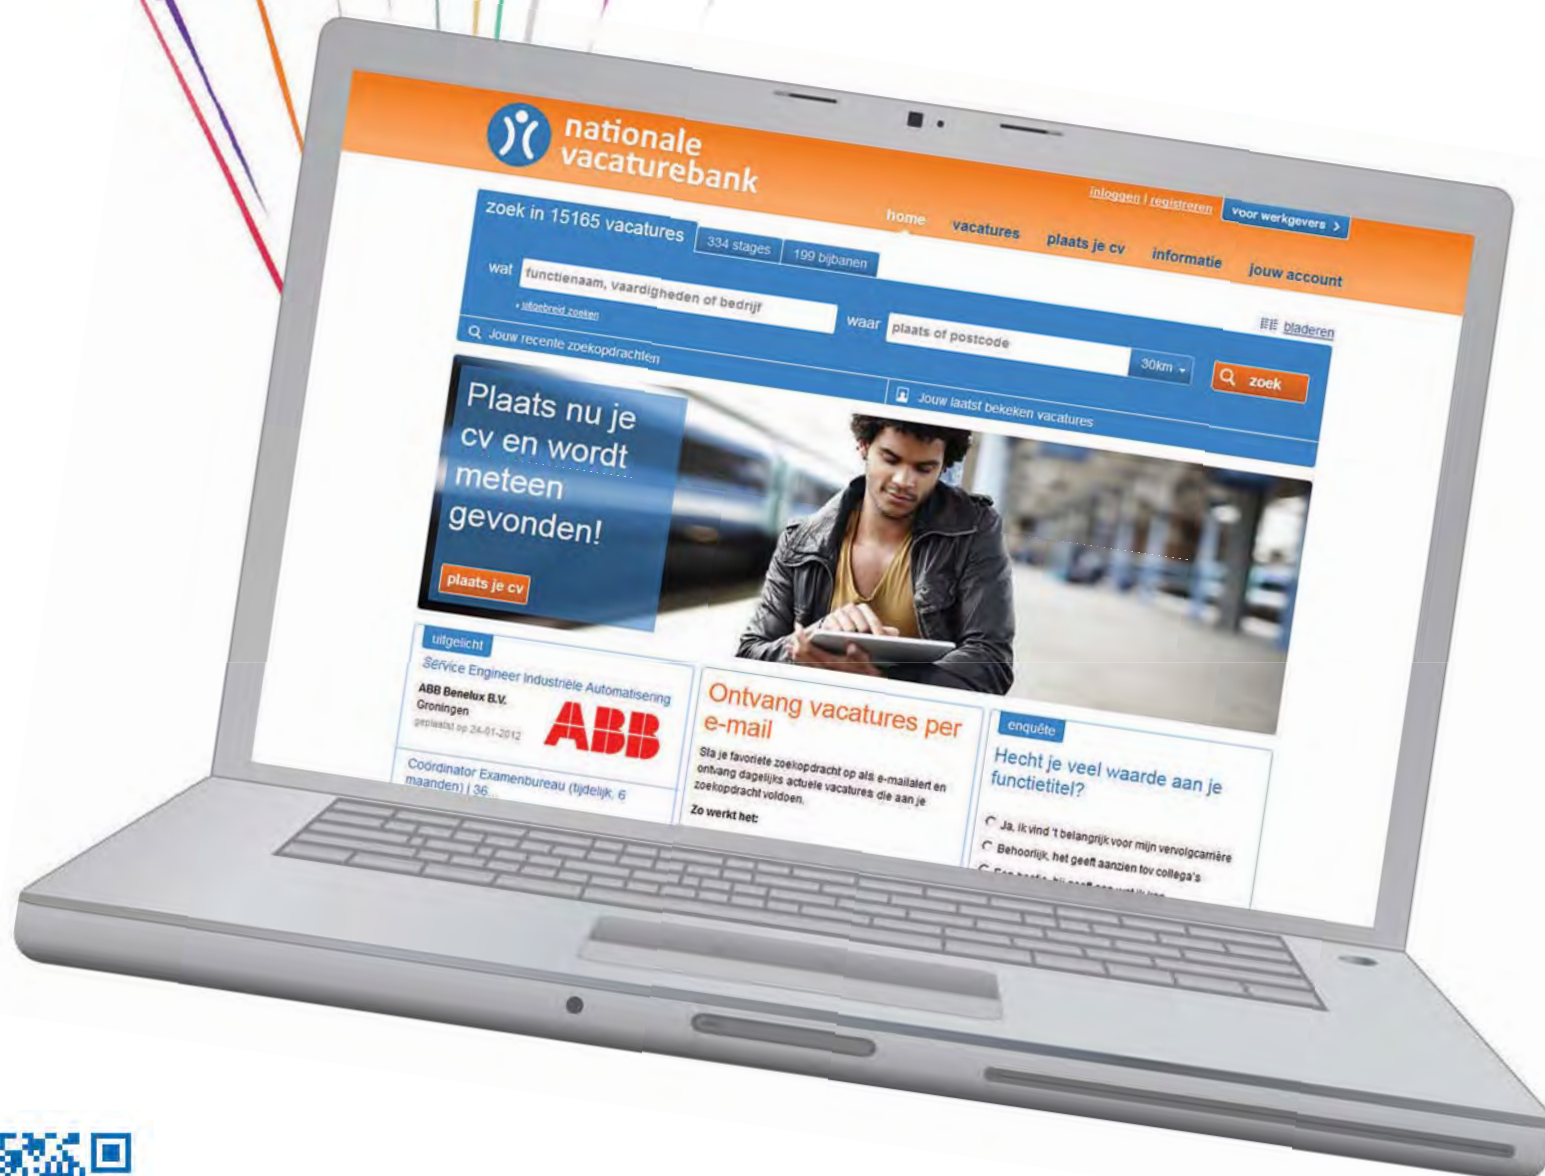 nationale
vacaturebank
inloggen | registreren
voor werkgevers >
home
vacatures
plaats je cv
informatie
jouw account
zoek in 15165 vacatures
334 stages
199 bijbanen
wat
functienaam, vaardigheden of bedrijf
uitgebreid zoeken
waar
plaats of postcode
30km
bladeren
zoek
Jouw recente zoekopdrachten
Jouw laatst bekeken vacatures
Plaats nu je
cv en wordt
meteen
gevonden!
plaats je cv
uitgelicht
Service Engineer Industriële Automatisering
ABB Benelux B.V.
Groningen
geplaatst op 24-01-2012
ABB
Coördinator Examenbureau (tijdelijk, 6
maanden) | 36...
Ontvang vacatures per
e-mail
Sla je favoriete zoekopdracht op als e-mailalert en
ontvang dagelijks actuele vacatures die aan je
zoekopdracht voldoen.
Zo werkt het:
enquête
Hecht je veel waarde aan je
functietitel?
Ja, ik vind 't belangrijk voor mijn vervolgcarrière
Behoorlijk, het geeft aanzien tov collega's